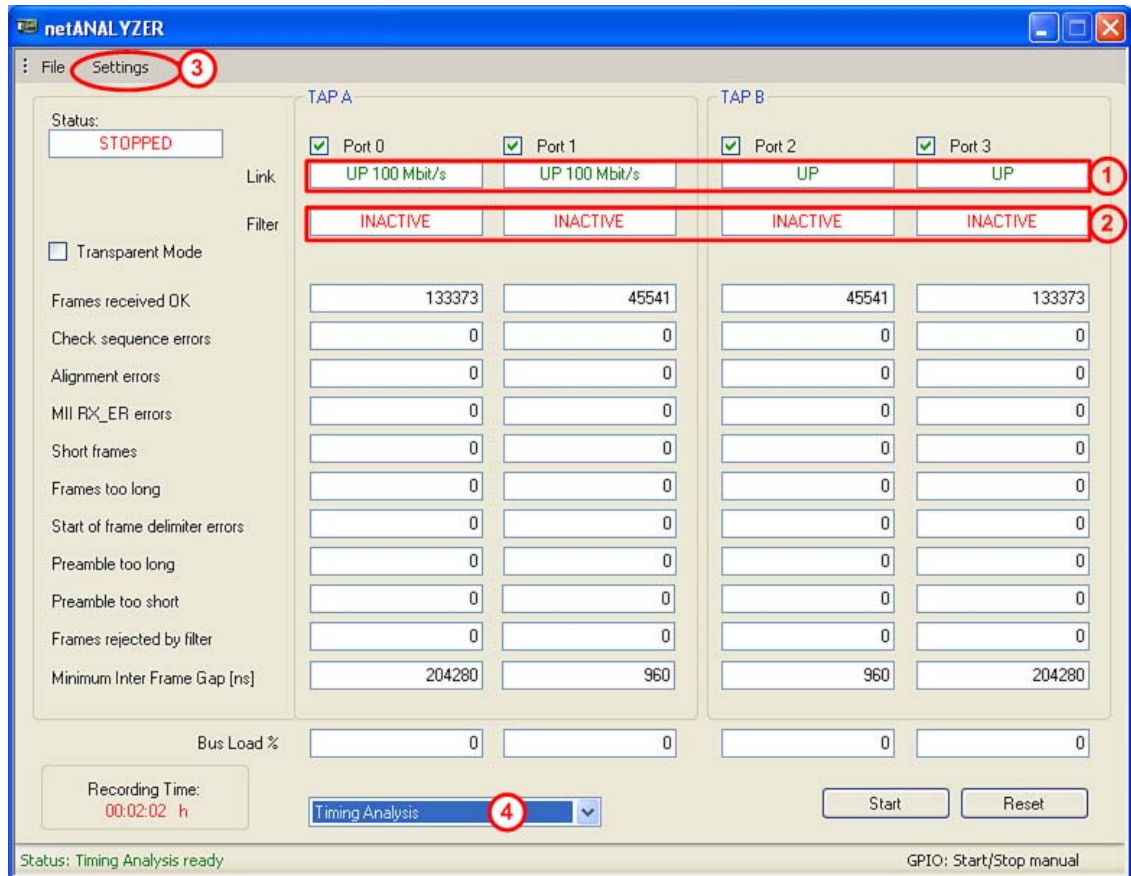 netANALYZER
File Settings 3
TAP A TAP B
Status:
STOPPED
Port 0 Port 1 Port 2 Port 3
Link UP 100 Mbit/s UP 100 Mbit/s UP UP 1
Filter INACTIVE INACTIVE INACTIVE INACTIVE 2
Transparent Mode
Frames received OK 133373 45541 45541 133373
Check sequence errors 0 0 0 0
Alignment errors 0 0 0 0
MII RX_ER errors 0 0 0 0
Short frames 0 0 0 0
Frames too long 0 0 0 0
Start of frame delimiter errors 0 0 0 0
Preamble too long 0 0 0 0
Preamble too short 0 0 0 0
Frames rejected by filter 0 0 0 0
Minimum Inter Frame Gap [ns] 204280 960 960 204280
Bus Load % 0 0 0 0
Recording Time:
00:02:02 h
Timing Analysis 4 Start Reset
Status: Timing Analysis ready GPIO: Start/Stop manual